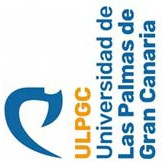 ULPGC
Universidad de
Las Palmas de
Gran Canaria